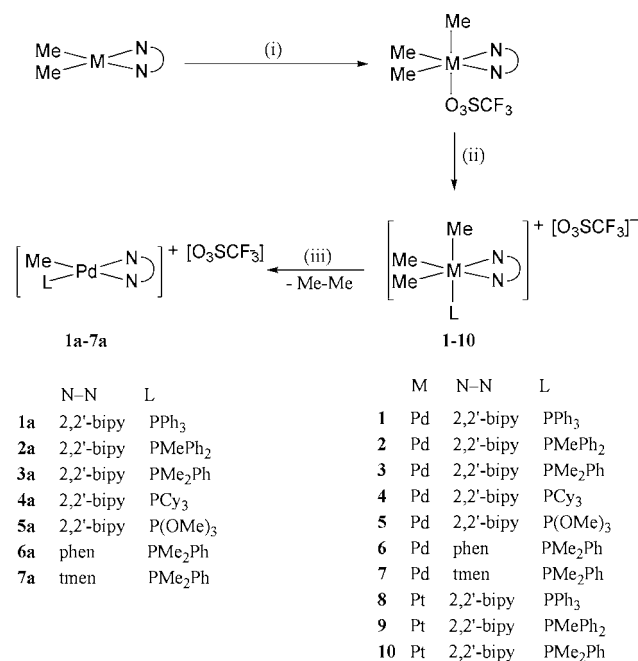 Me Me M N N
(i)
Me Me Me M N N O₃SCF₃
(ii)
[Me L Pd N N]⁺ [O₃SCF₃]⁻
(iii)
- Me-Me
[Me Me Me M N N L]⁺ [O₃SCF₃]⁻
1a-7a
1-10
N–N L
1a 2,2'-bipy PPh₃
2a 2,2'-bipy PMePh₂
3a 2,2'-bipy PMe₂Ph
4a 2,2'-bipy PCy₃
5a 2,2'-bipy P(OMe)₃
6a phen PMe₂Ph
7a tmen PMe₂Ph
M N–N L
1 Pd 2,2'-bipy PPh₃
2 Pd 2,2'-bipy PMePh₂
3 Pd 2,2'-bipy PMe₂Ph
4 Pd 2,2'-bipy PCy₃
5 Pd 2,2'-bipy P(OMe)₃
6 Pd phen PMe₂Ph
7 Pd tmen PMe₂Ph
8 Pt 2,2'-bipy PPh₃
9 Pt 2,2'-bipy PMePh₂
10 Pt 2,2'-bipy PMe₂Ph